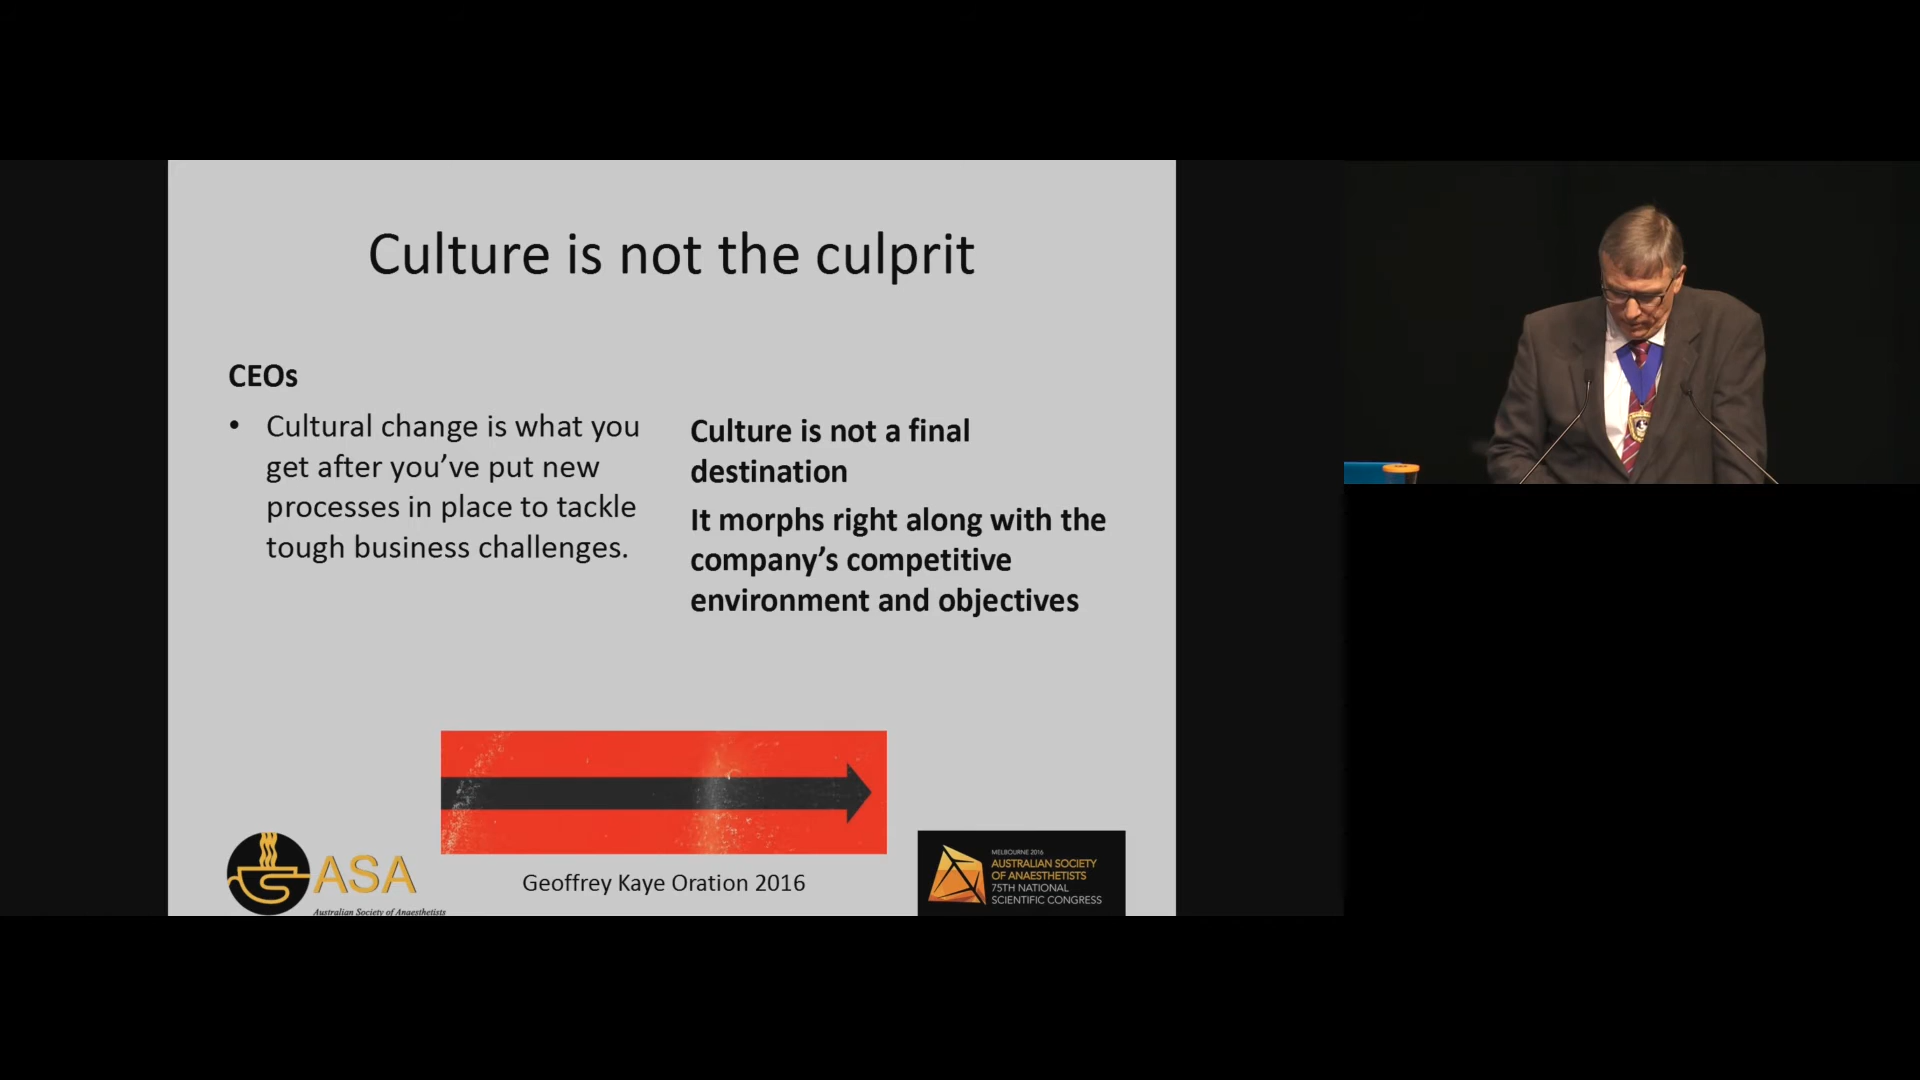 Culture is not the culprit
CEOs
• Cultural change is what you
get after you’ve put new
processes in place to tackle
tough business challenges.
Culture is not a final
destination
It morphs right along with the
company’s competitive
environment and objectives
ASA
Australian Society of Anaesthetists
Geoffrey Kaye Oration 2016
MELBOURNE 2016
AUSTRALIAN SOCIETY
OF ANAESTHETISTS
75TH NATIONAL
SCIENTIFIC CONGRESS